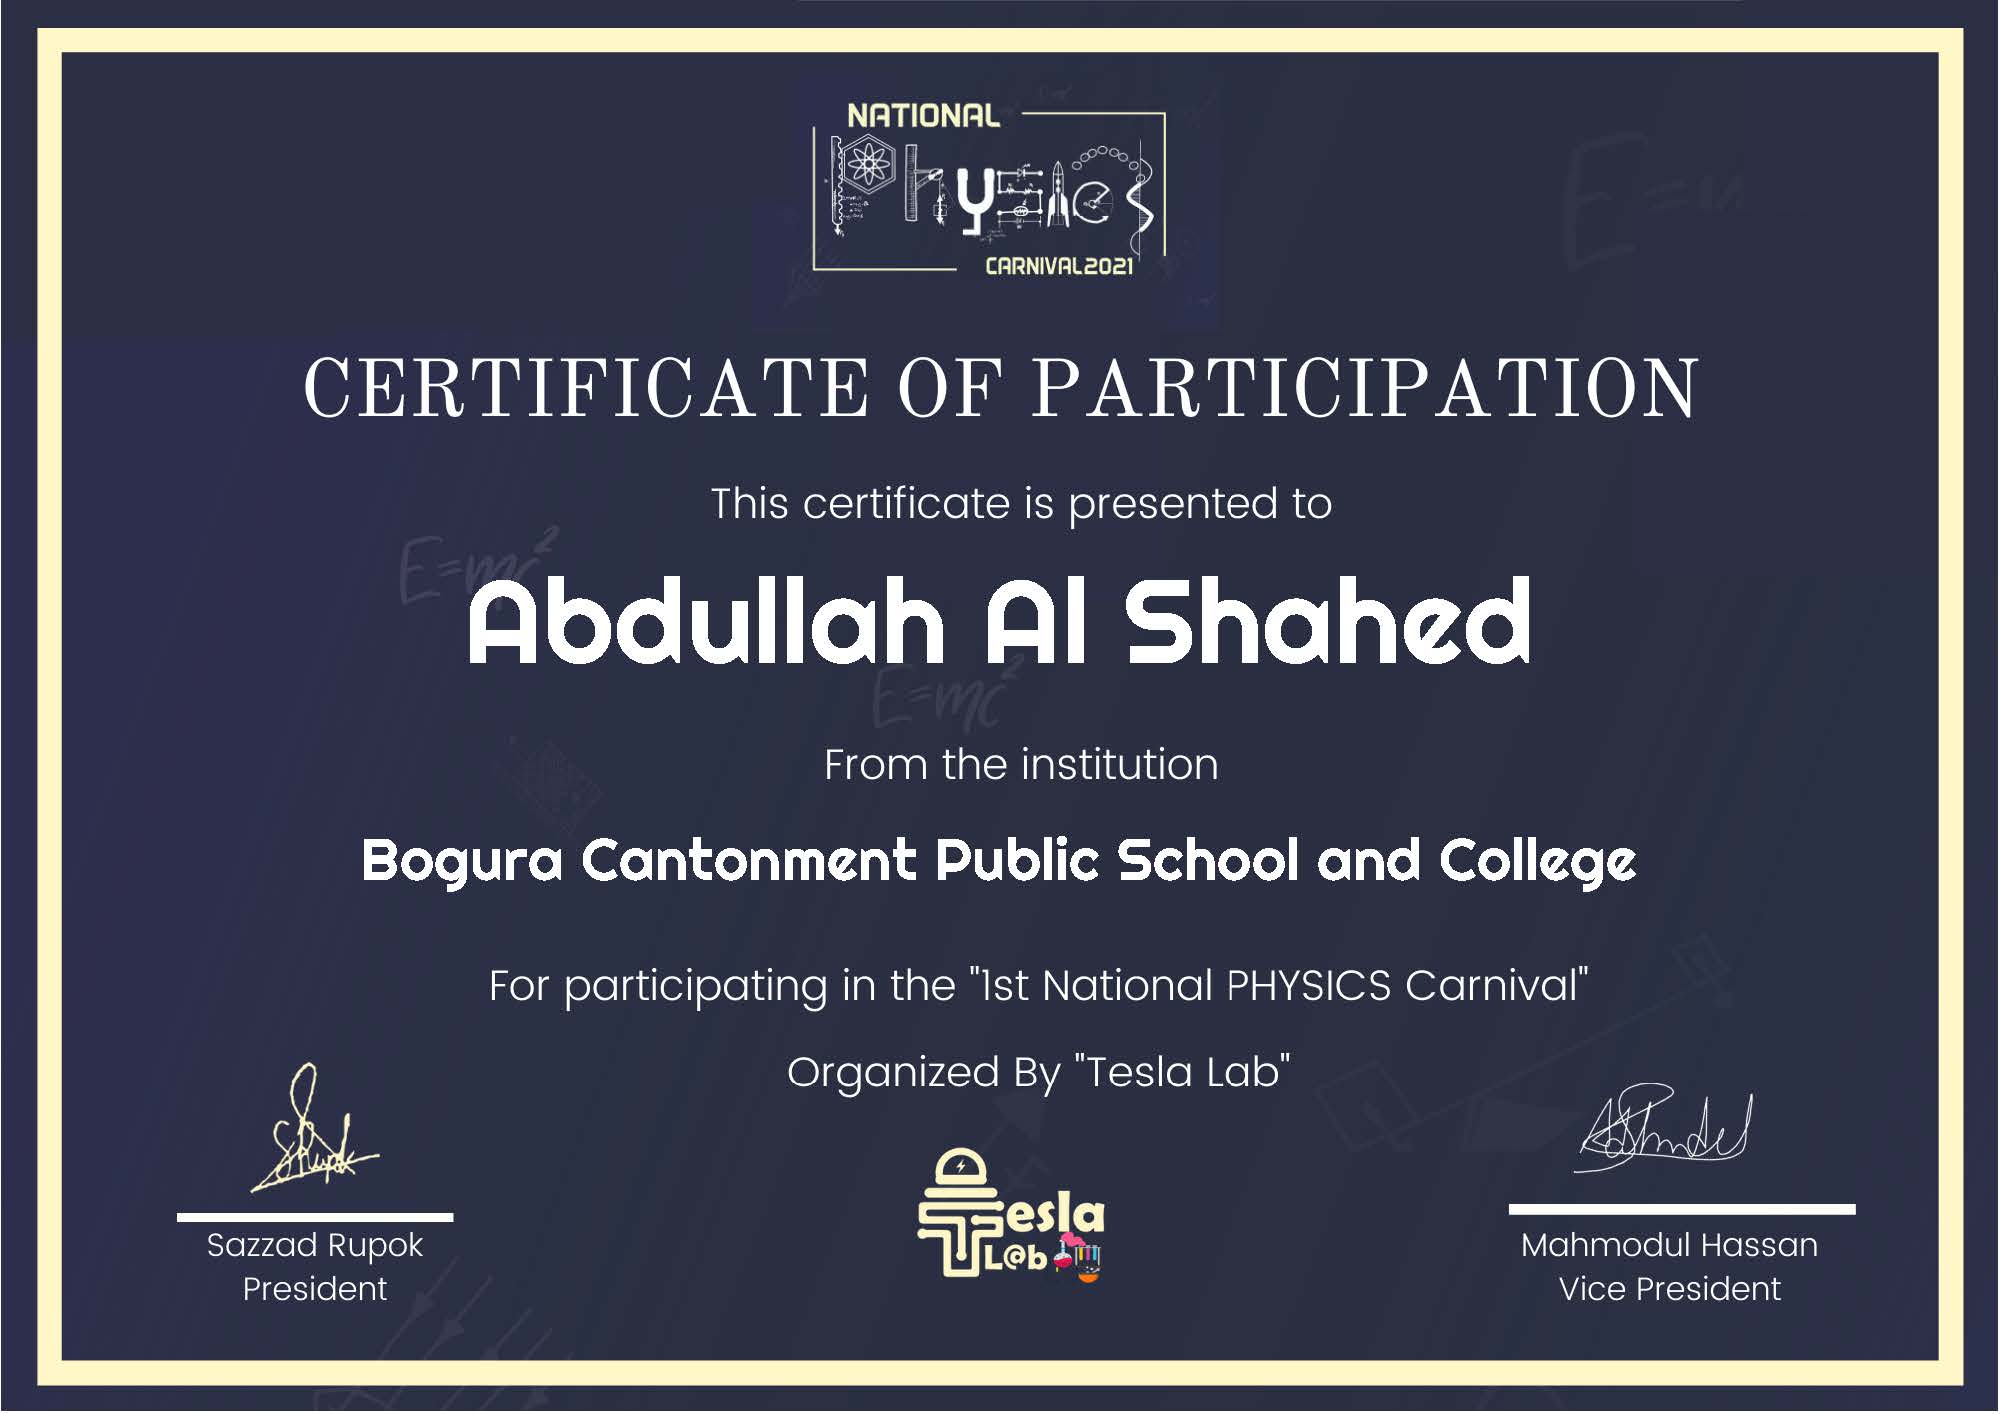 NATIONAL
Physics
CARNIVAL2021
CERTIFICATE OF PARTICIPATION
This certificate is presented to
E=mc²
Abdullah Al Shahed
E=mc²
From the institution
Bogura Cantonment Public School and College
For participating in the "1st National PHYSICS Carnival"
Organized By "Tesla Lab"
Sazzad Rupok
President
Tesla
L@b
Mahmodul Hassan
Vice President